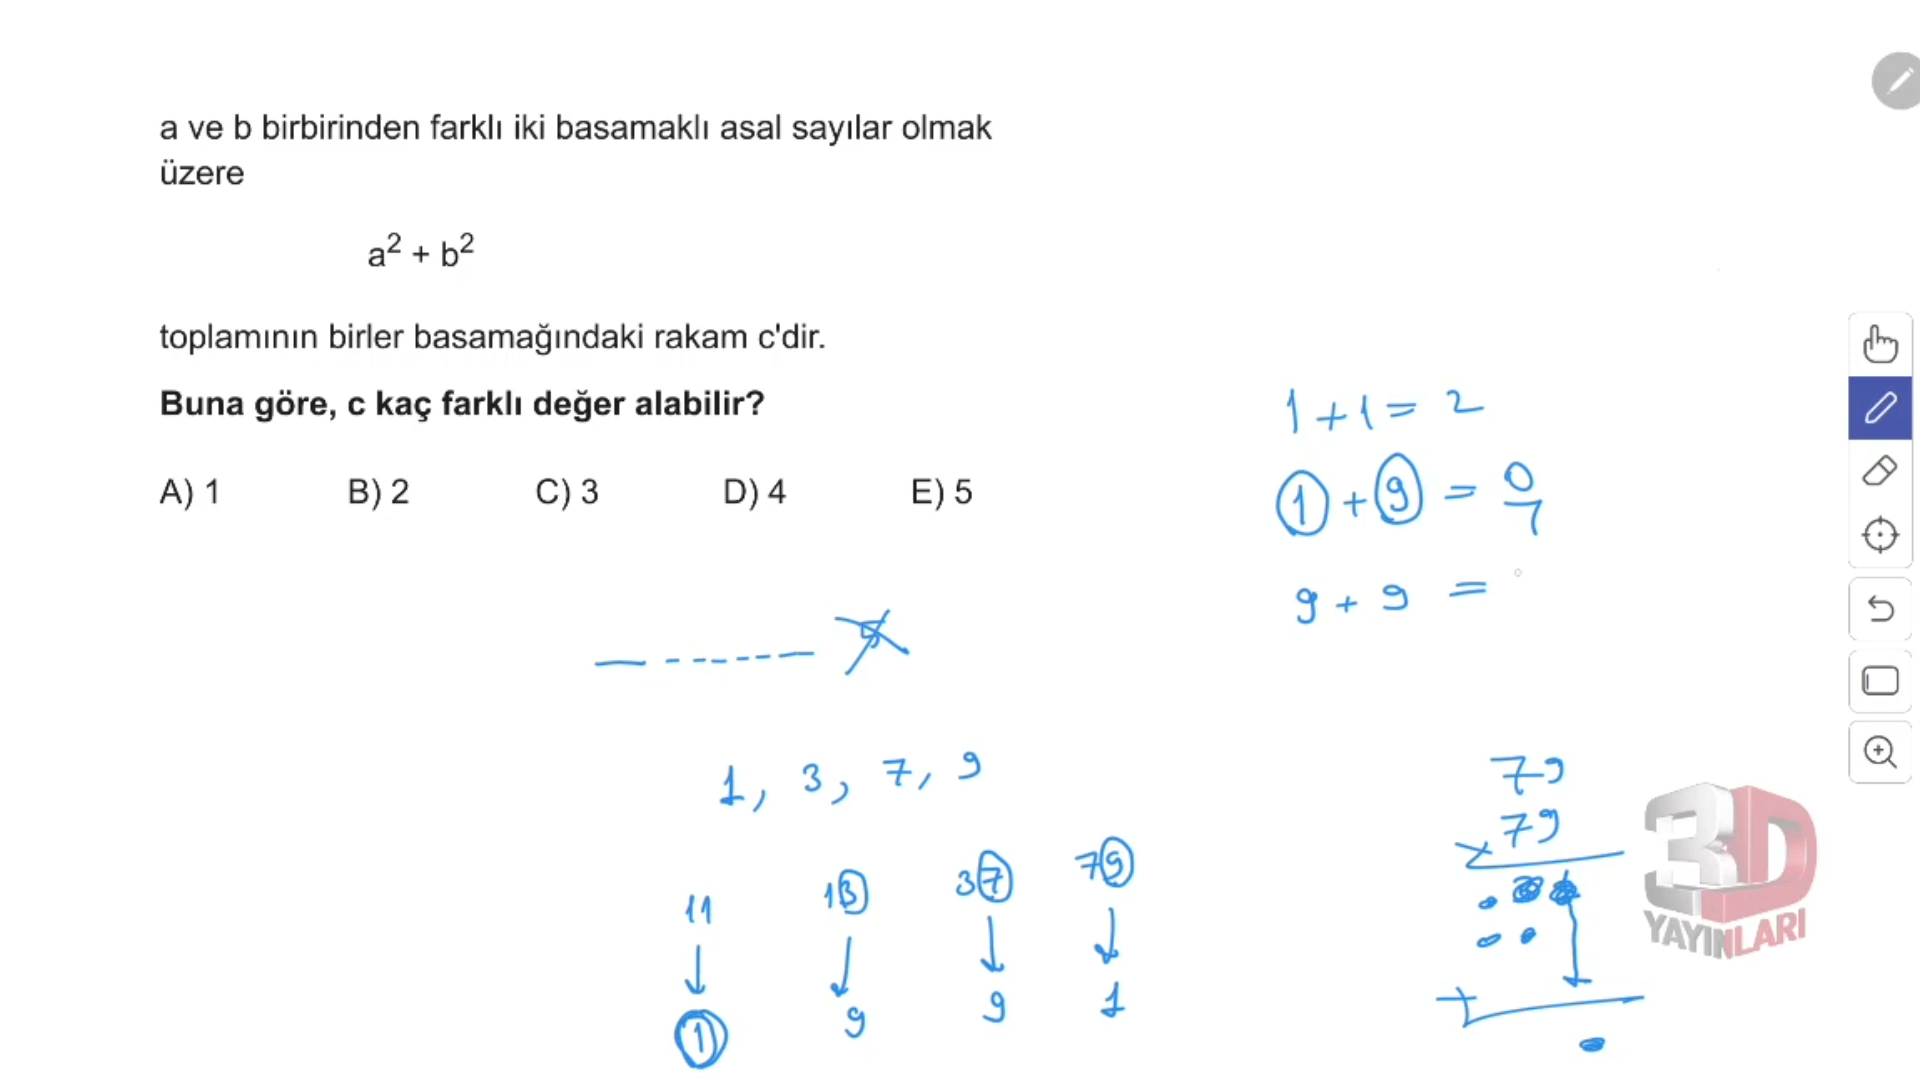 a ve b birbirinden farklı iki basamaklı asal sayılar olmak
üzere
a² + b²
toplamının birler basamağındaki rakam c'dir.
Buna göre, c kaç farklı değer alabilir?
A) 1 B) 2 C) 3 D) 4 E) 5
1 + 1 = 2
1 + 9 = 0
9 + 9 =
5
1, 3, 7, 9
11 13 37 79
1 9 9 1
79
x 79
+
3D
YAYINLARI